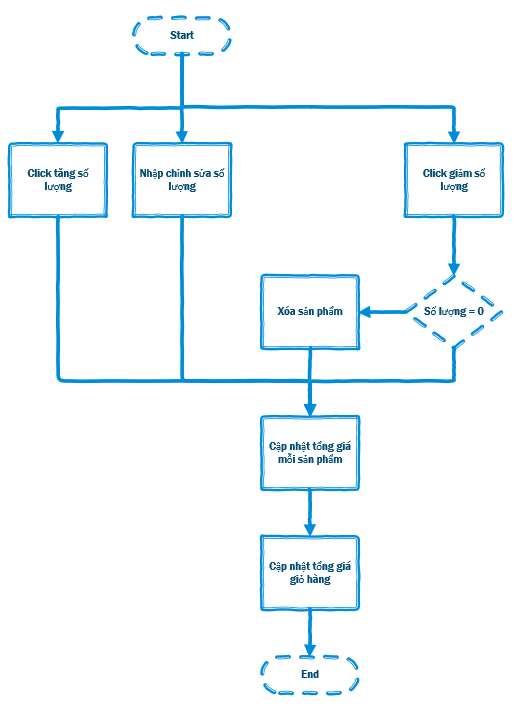 Start
Click tăng số
lượng
Nhập chỉnh sửa số
lượng
Click giảm số
lượng
Xóa sản phẩm
Số lượng = 0
Cập nhật tổng giá
mỗi sản phẩm
Cập nhật tổng giá
giỏ hàng
End